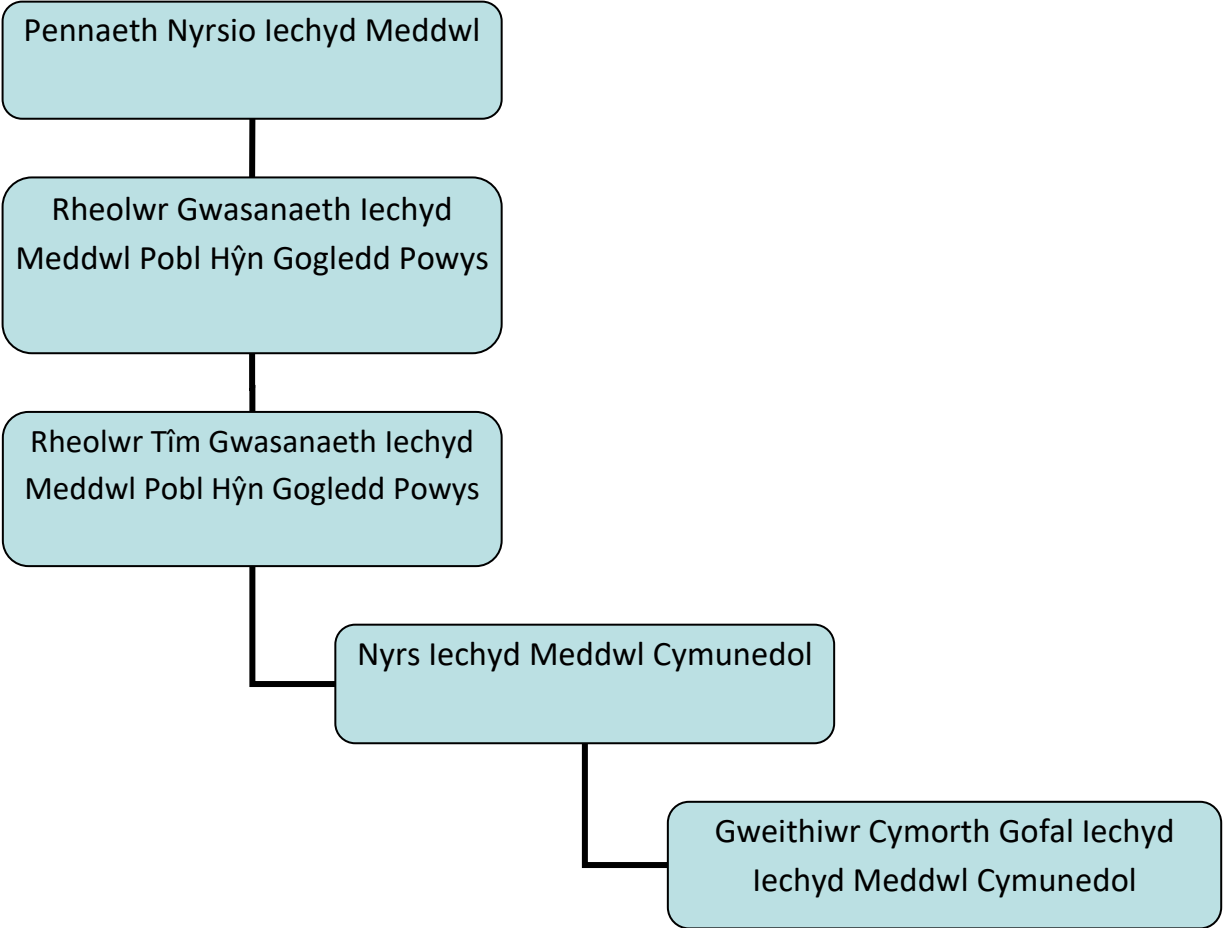 Pennaeth Nyrsio Iechyd Meddwl
Rheolwr Gwasanaeth Iechyd
Meddwl Pobl Hŷn Gogledd Powys
Rheolwr Tîm Gwasanaeth Iechyd
Meddwl Pobl Hŷn Gogledd Powys
Nyrs Iechyd Meddwl Cymunedol
Gweithiwr Cymorth Gofal Iechyd
Iechyd Meddwl Cymunedol